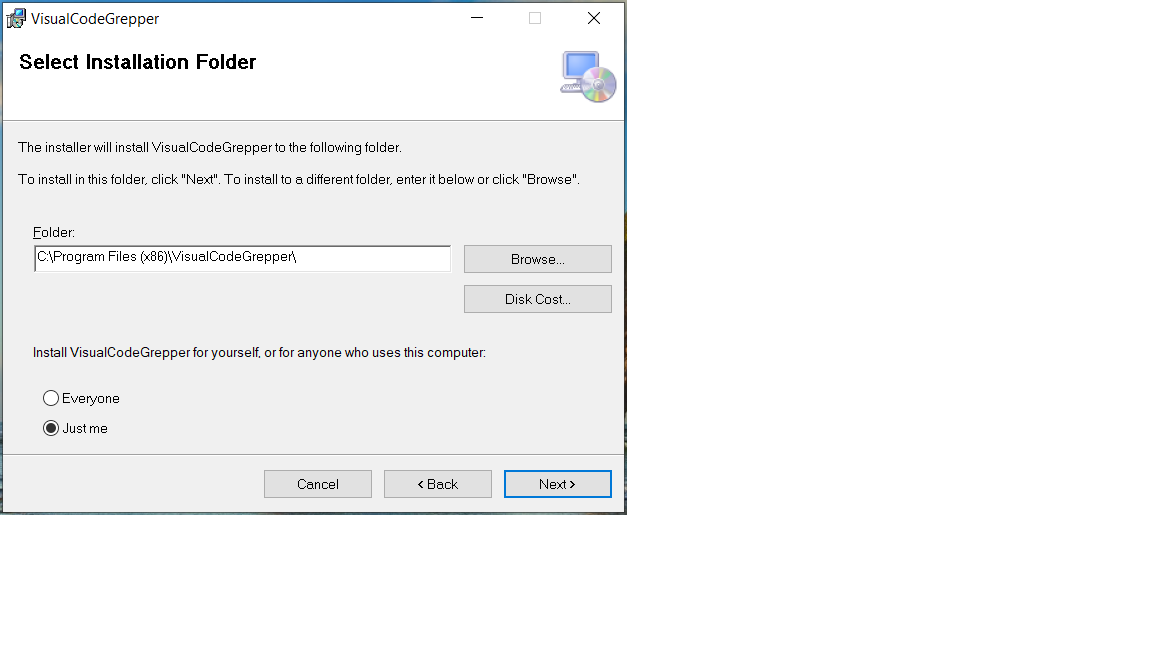 VisualCodeGrepper
Select Installation Folder
The installer will install VisualCodeGrepper to the following folder.
To install in this folder, click "Next". To install to a different folder, enter it below or click "Browse".
Folder:
C:\Program Files (x86)\VisualCodeGrepper\
Browse...
Disk Cost...
Install VisualCodeGrepper for yourself, or for anyone who uses this computer:
Everyone
Just me
Cancel
< Back
Next >